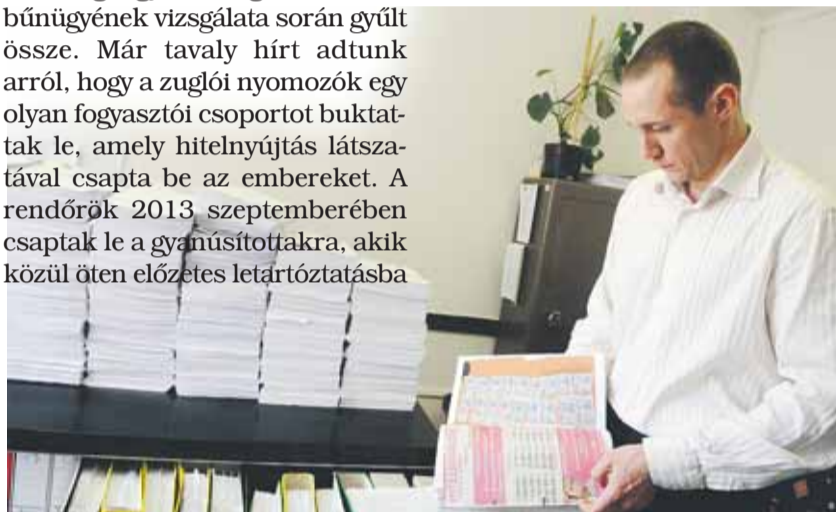 bűnügyének vizsgálata során gyűlt
össze. Már tavaly hírt adtunk
arról, hogy a zuglói nyomozók egy
olyan fogyasztói csoportot buktat-
tak le, amely hitelnyújtás látsza-
tával csapta be az embereket. A
rendőrök 2013 szeptemberében
csaptak le a gyanúsítottakra, akik
közül öten előzetes letartóztatásba